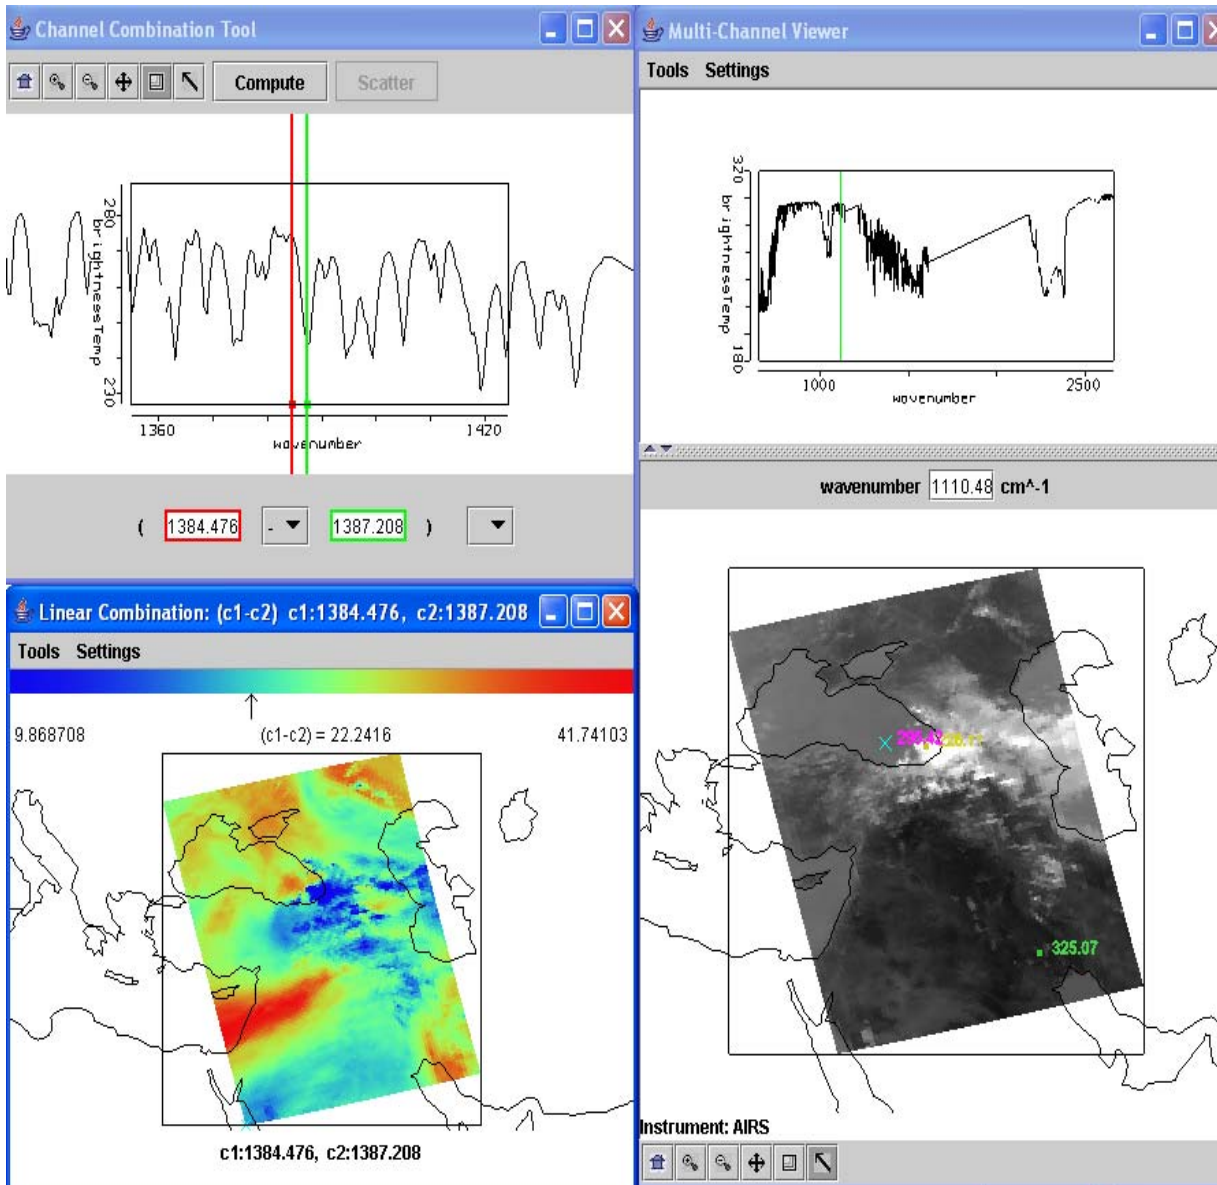 Channel Combination Tool
Compute
Scatter
280
brightnessTemp
230
1360
1420
wavenumber
( 1384.476 - 1387.208 )
Linear Combination: (c1-c2) c1:1384.476, c2:1387.208
Tools Settings
9.868708
(c1-c2) = 22.2416
41.74103
c1:1384.476, c2:1387.208
Multi-Channel Viewer
Tools Settings
320
brightnessTemp
180
1000
2500
wavenumber
wavenumber 1110.48 cm^-1
325.07
Instrument: AIRS